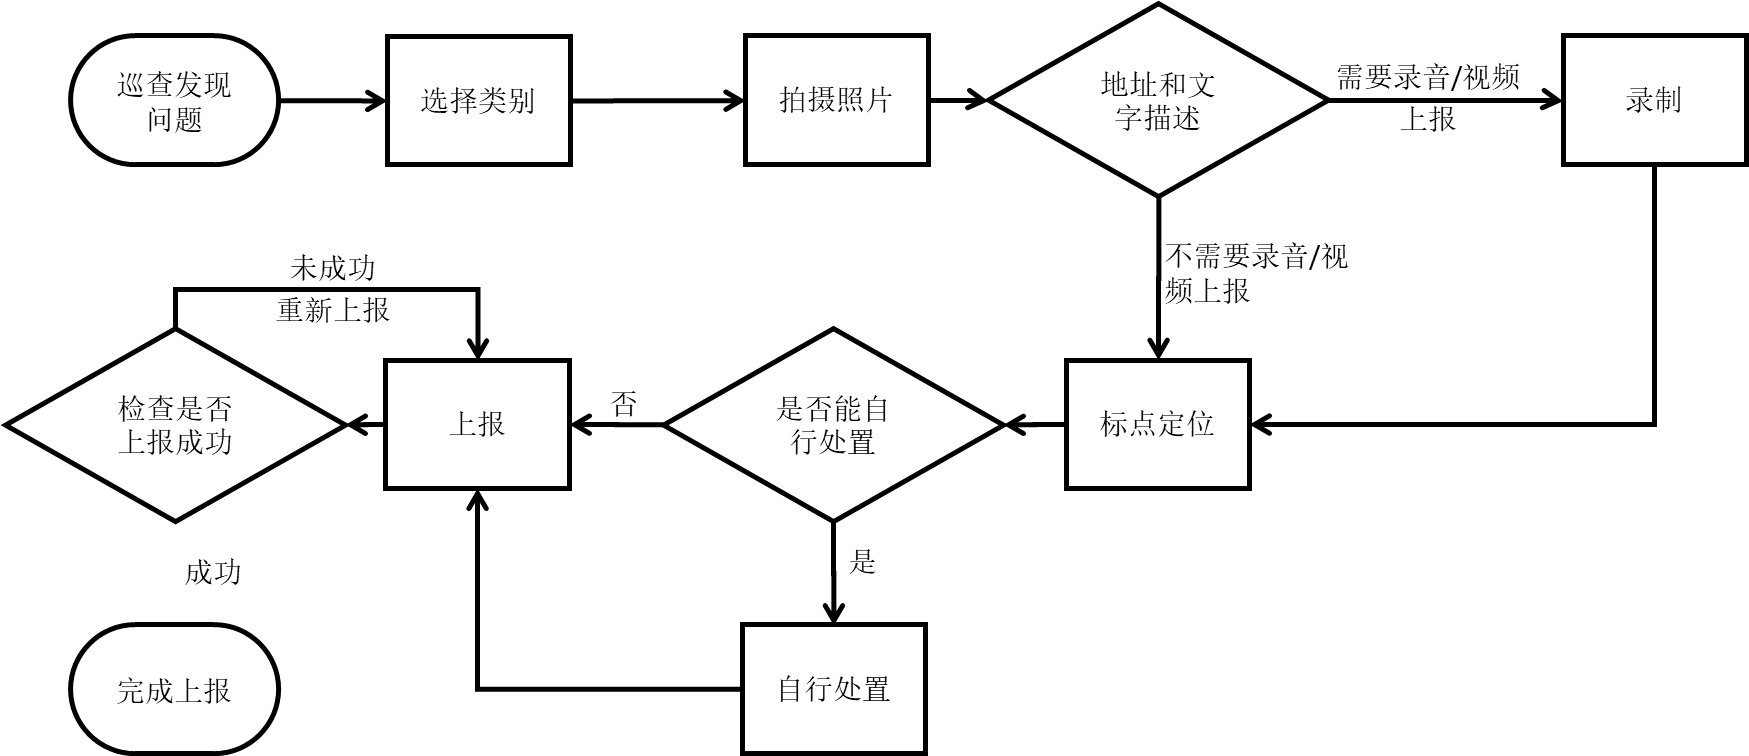 巡查发现
问题
选择类别
拍摄照片
地址和文
字描述
需要录音/视频
上报
录制
不需要录音/视
频上报
未成功
重新上报
检查是否
上报成功
上报
否
是否能自
行处置
标点定位
成功
是
完成上报
自行处置